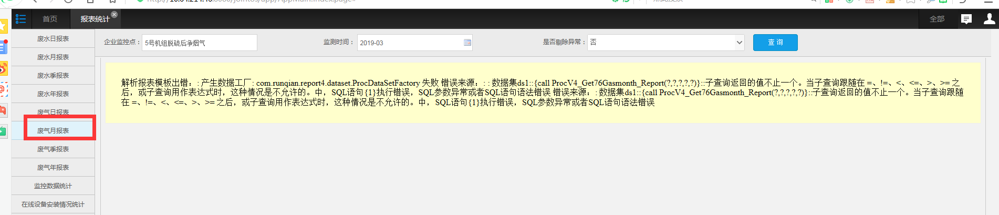 首页
报表统计
全部
废水日报表
废水月报表
废水季报表
废水年报表
废气日报表
废气月报表
废气季报表
废气年报表
监控数据统计
在线设备安装情况统计
企业监控点：
5号机组脱硫后净烟气
监测时间：
2019-03
是否剔除异常：
否
查 询
解析报表模板出错：: 产生数据工厂: com.runqian.report4.dataset.ProcDataSetFactory 失败 错误来源：: : 数据集ds1::{call ProcV4_Get76Gasmonth_Report(?,?,?,?,?)}::子查询返回的值不止一个。当子查询跟随在 =、!=、<、<=、>、>= 之
后，或子查询用作表达式时，这种情况是不允许的。中，SQL语句{1}执行错误，SQL参数异常或者SQL语句语法错误 错误来源：: 数据集ds1::{call ProcV4_Get76Gasmonth_Report(?,?,?,?,?)}::子查询返回的值不止一个。当子查询跟随
在 =、!=、<、<=、>、>= 之后，或子查询用作表达式时，这种情况是不允许的。中，SQL语句{1}执行错误，SQL参数异常或者SQL语句语法错误